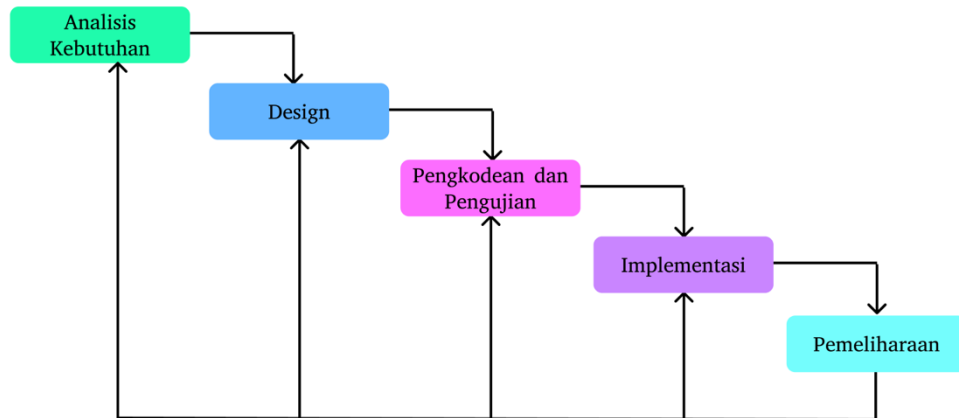 Analisis
Kebutuhan
Design
Pengkodean dan
Pengujian
Implementasi
Pemeliharaan